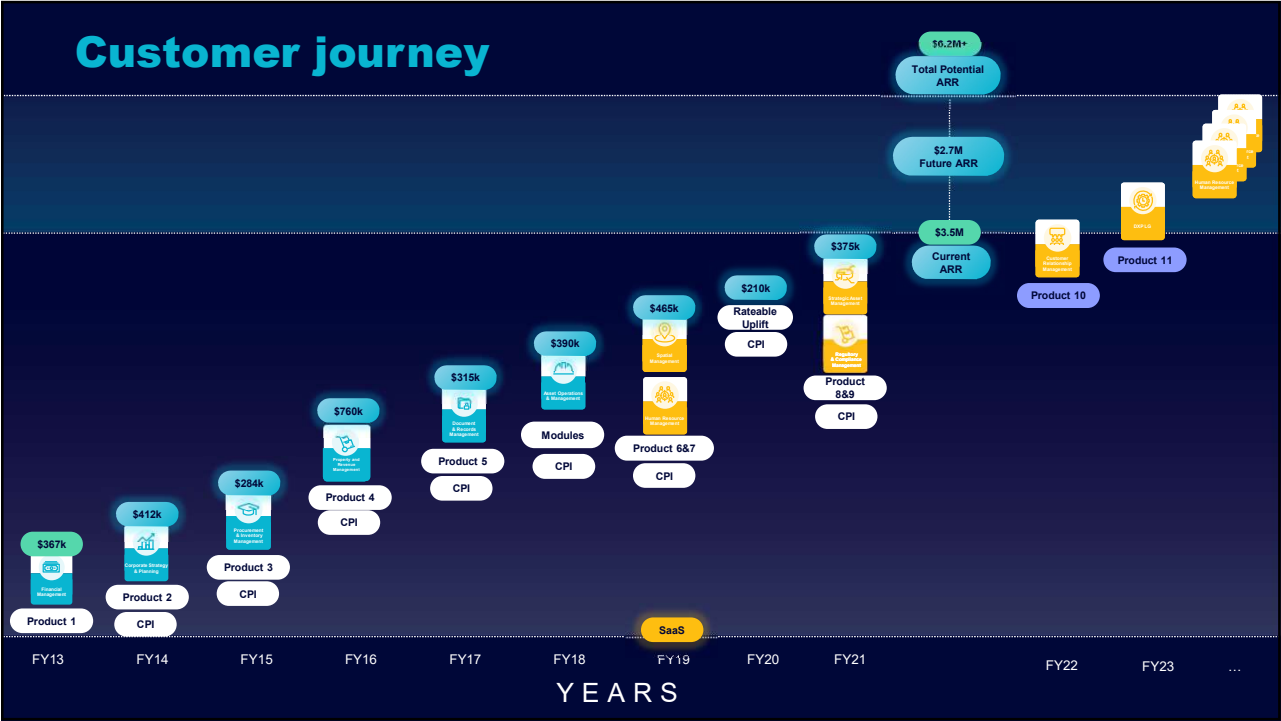 Customer journey
$6.2M+
Total Potential
ARR
$2.7M
Future ARR
$3.5M
Current
ARR
$367k
Financial
Management
Product 1
$412k
Corporate Strategy
& Planning
Product 2
CPI
$284k
Procurement
& Inventory
Management
Product 3
CPI
$760k
Property and
Revenue
Management
Product 4
CPI
$315k
Document
& Records
Management
Product 5
CPI
$390k
Asset Operations
& Management
Modules
CPI
$465k
Spatial
Management
Human Resource
Management
Product 6&7
CPI
SaaS
$210k
Rateable
Uplift
CPI
$375k
Strategic Asset
Management
Regulatory
& Compliance
Management
Product
8&9
CPI
Customer
Relationship
Management
Product 10
Product 11
Human Resource
Management
FY13
FY14
FY15
FY16
FY17
FY18
FY19
FY20
FY21
FY22
FY23
...
YEARS